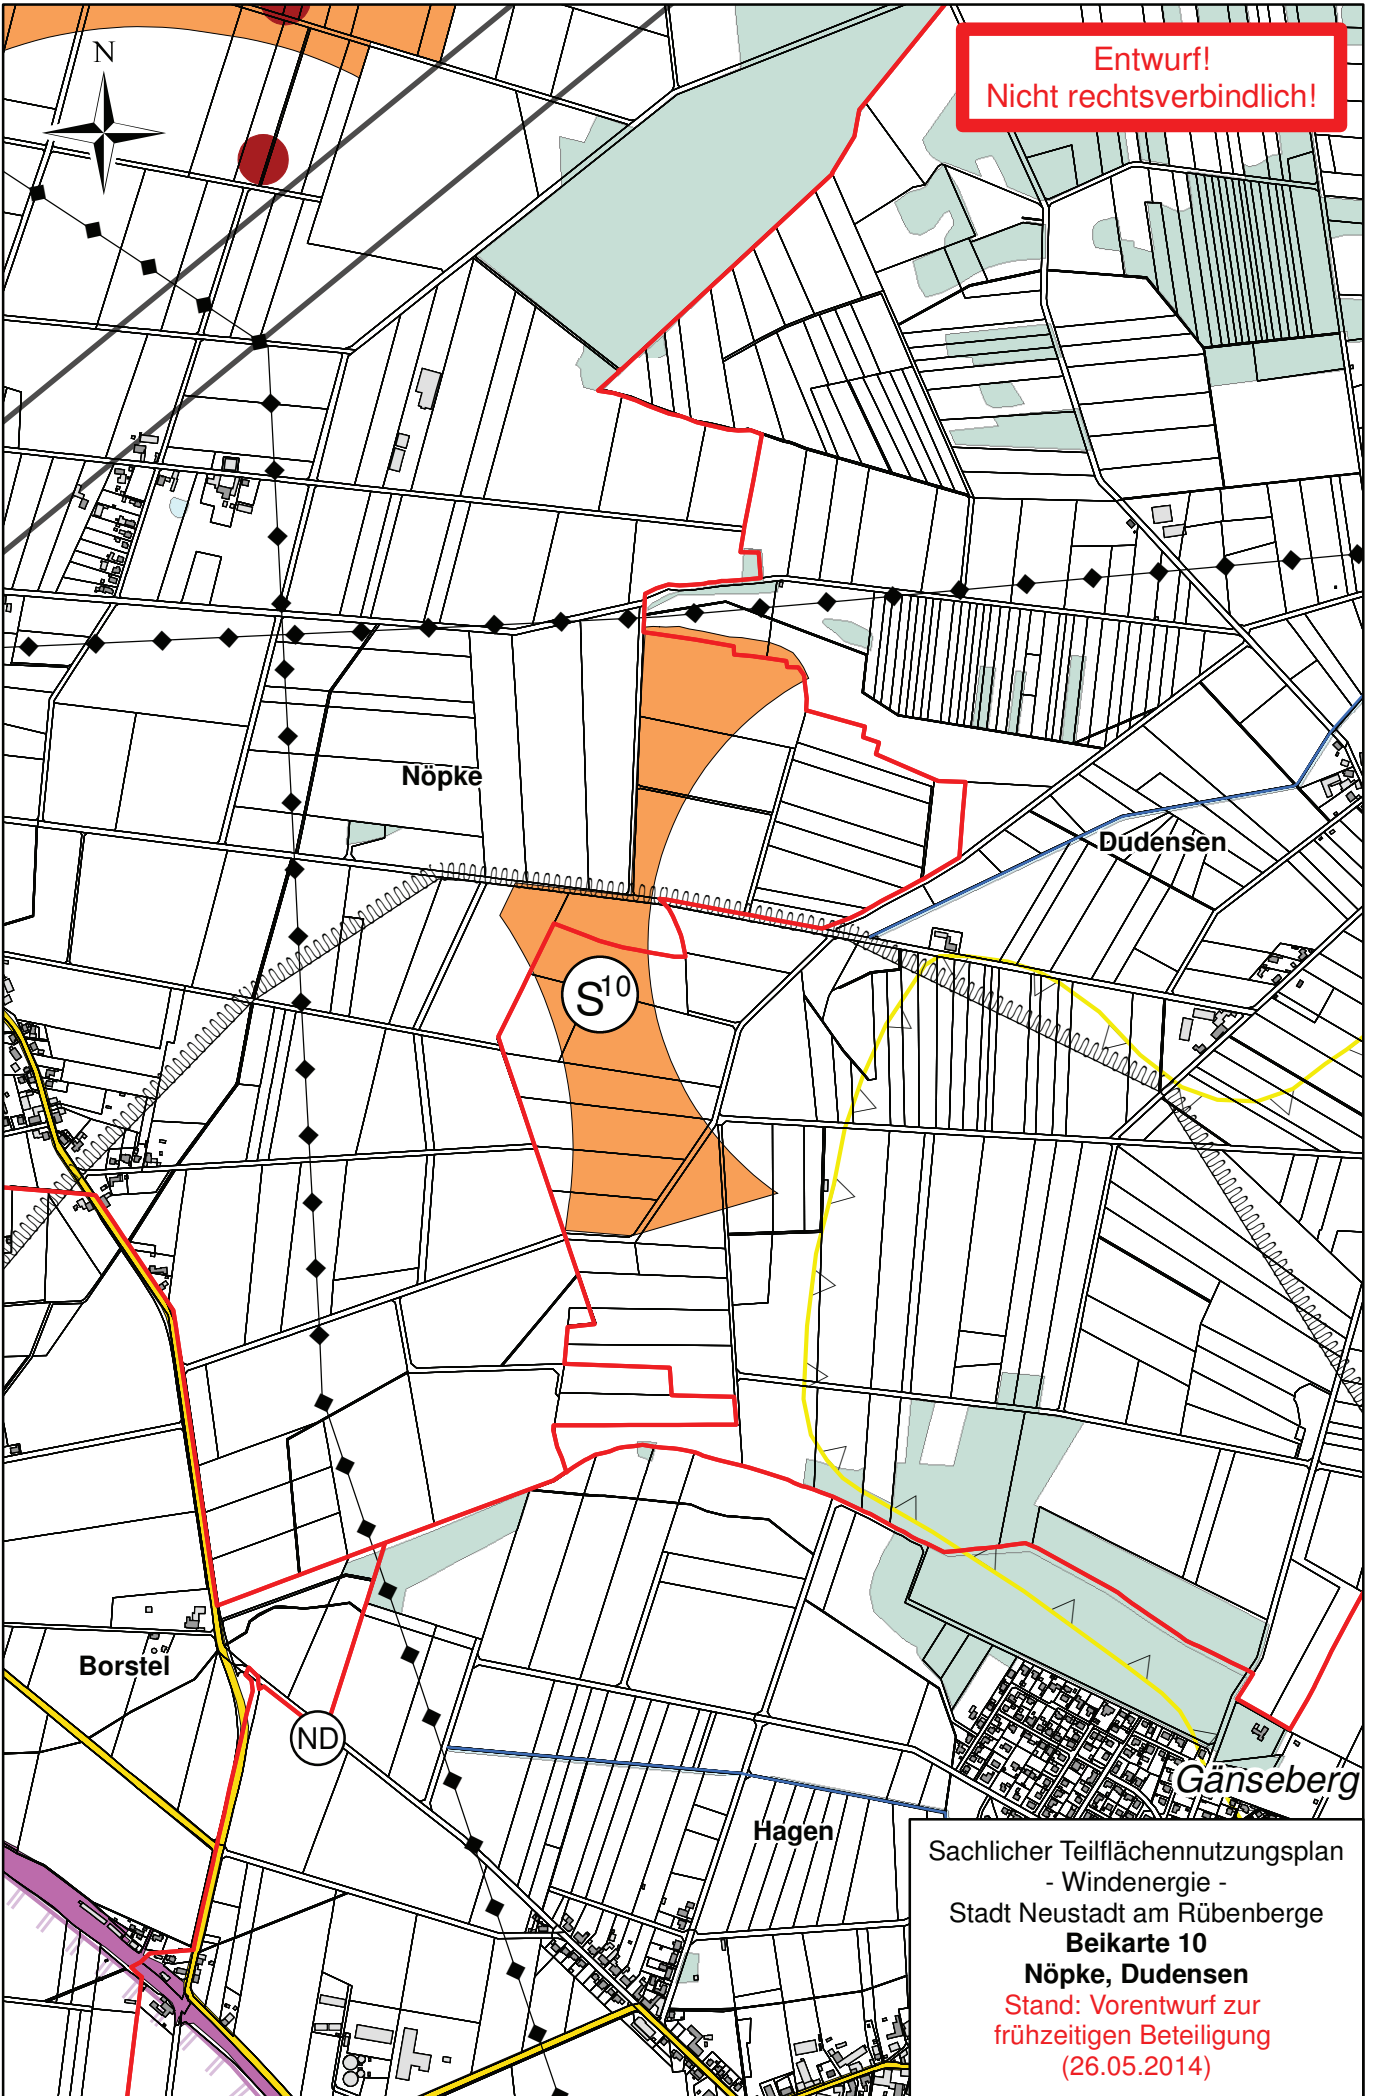 Entwurf!
Nicht rechtsverbindlich!
N
Nöpke
Dudensen
S10
Borstel
ND
Gänseberg
Hagen
Sachlicher Teilflächennutzungsplan
- Windenergie -
Stadt Neustadt am Rübenberge
Beikarte 10
Nöpke, Dudensen
Stand: Vorentwurf zur
frühzeitigen Beteiligung
(26.05.2014)